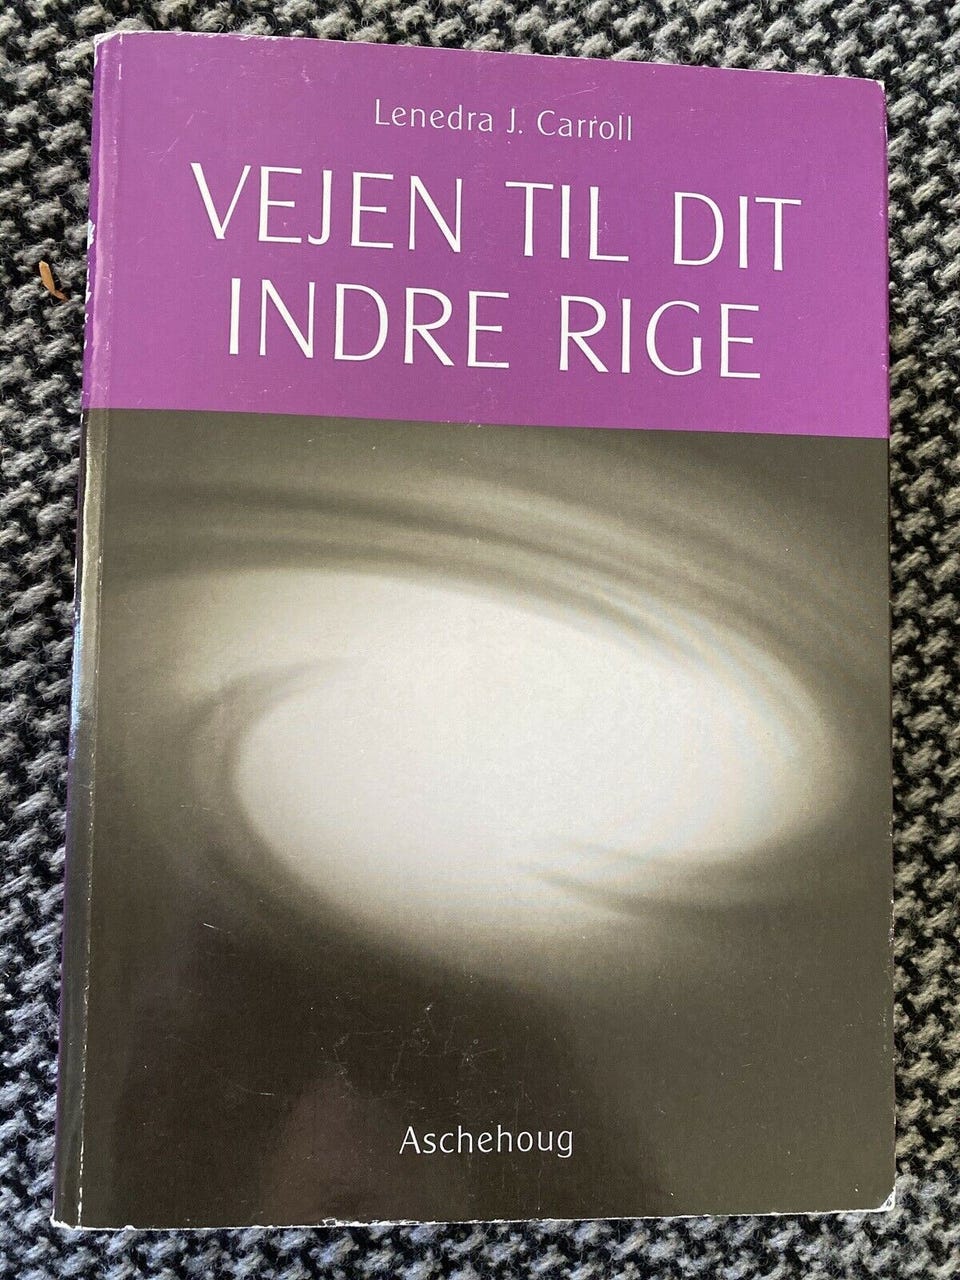 Lenedra J. Carroll
VEJEN TIL DIT
INDRE RIGE
Aschehoug